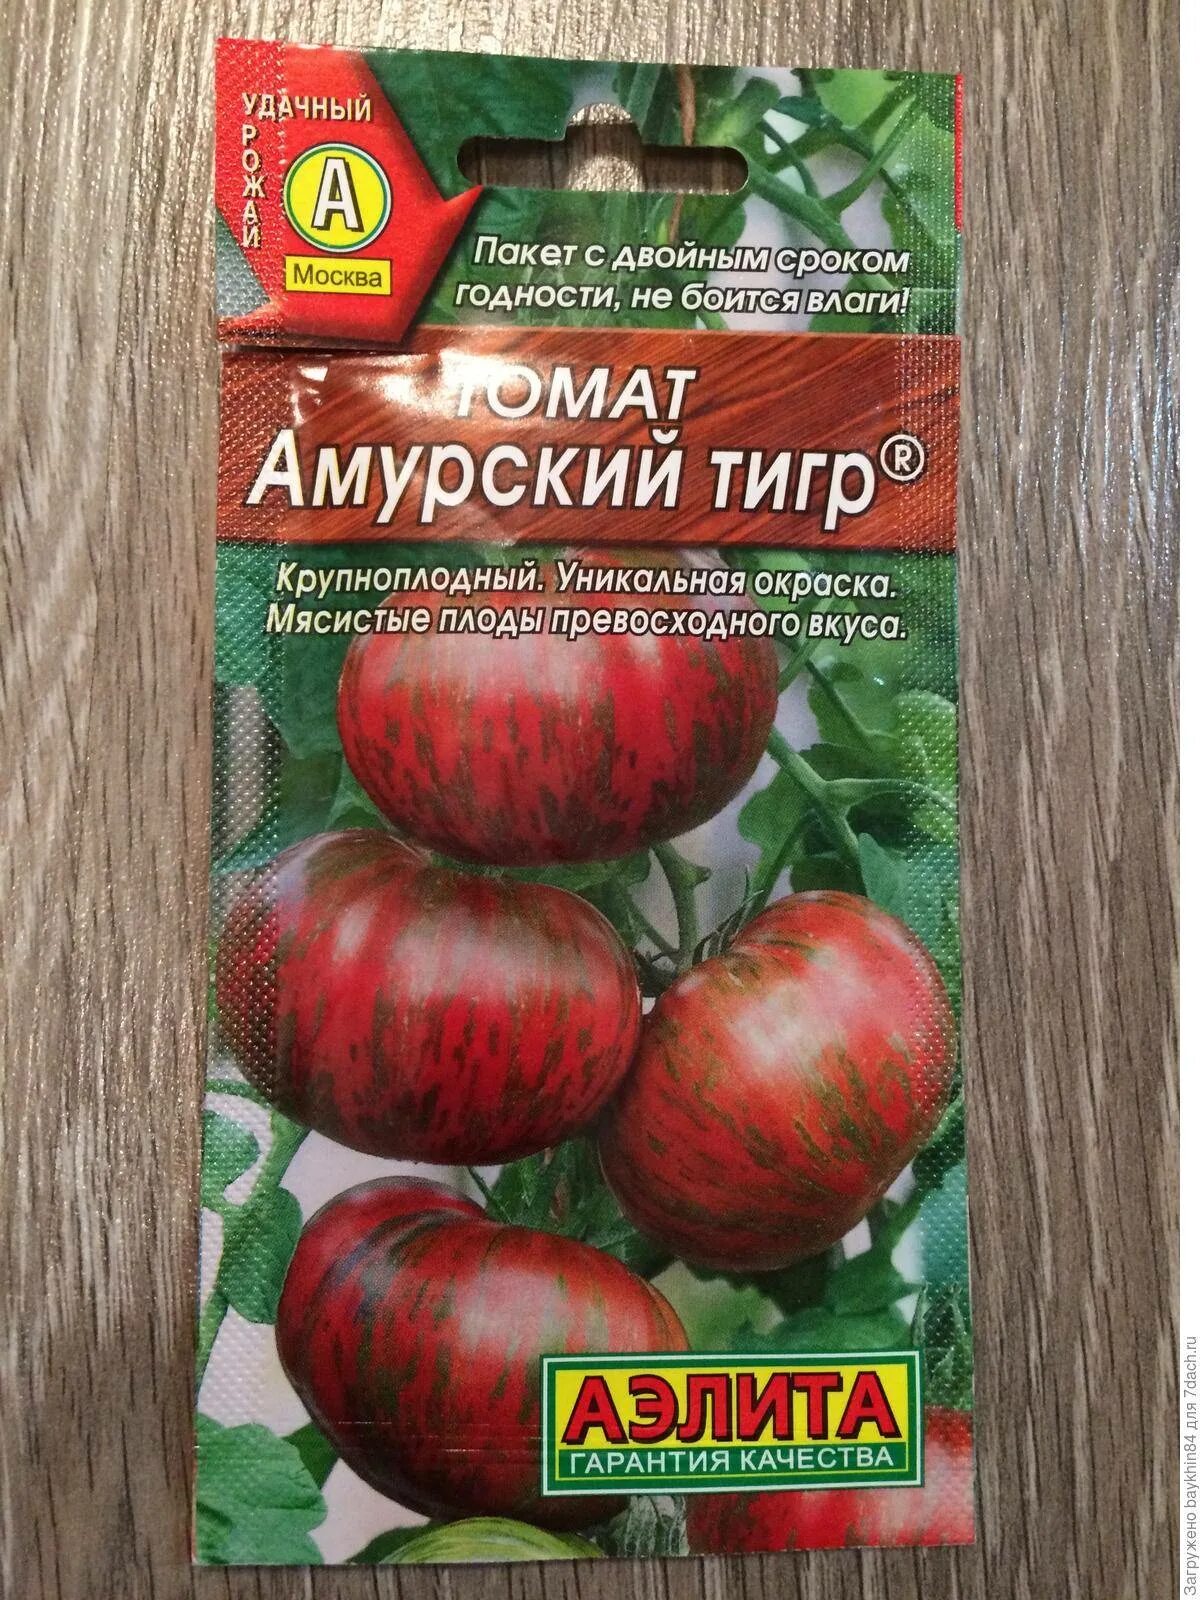 УДАЧНЫЙ
УРОЖАЙ
А
Москва
Пакет с двойным сроком
годности, не боится влаги!
ТОМАТ
Амурский тигр®
Крупноплодный. Уникальная окраска.
Мясистые плоды превосходного вкуса.
АЭЛИТА
ГАРАНТИЯ КАЧЕСТВА
Загружено baykhin84 для 7dach.ru